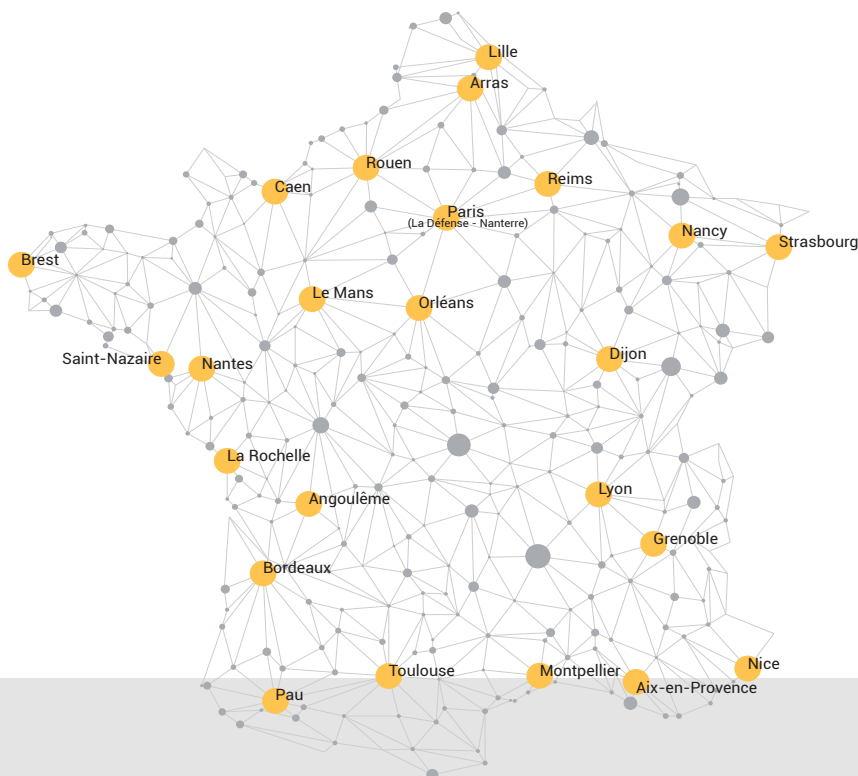 Lille
Arras
Rouen
Reims
Caen
Paris
(La Défense - Nanterre)
Nancy
Strasbourg
Brest
Le Mans
Orléans
Saint-Nazaire
Nantes
Dijon
La Rochelle
Angoulême
Lyon
Grenoble
Bordeaux
Toulouse
Montpellier
Nice
Aix-en-Provence
Pau